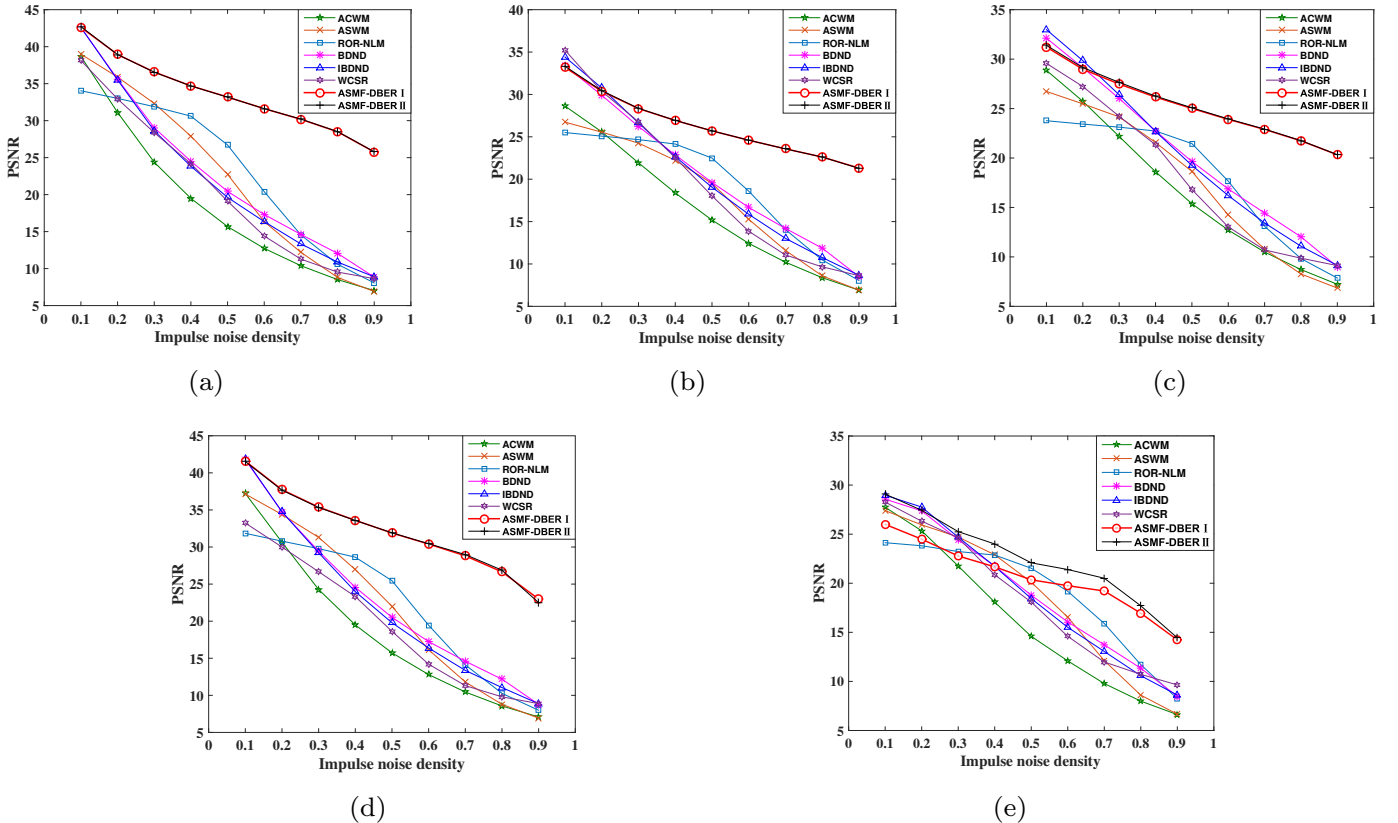 45
40
35
30
25
20
15
10
5
PSNR
0 0.1 0.2 0.3 0.4 0.5 0.6 0.7 0.8 0.9 1
Impulse noise density
ACWM
ASWM
ROR-NLM
BDND
IBDND
WCSR
ASMF-DBER I
ASMF-DBER II
(a)
40
35
30
25
20
15
10
5
PSNR
0 0.1 0.2 0.3 0.4 0.5 0.6 0.7 0.8 0.9 1
Impulse noise density
ACWM
ASWM
ROR-NLM
BDND
IBDND
WCSR
ASMF-DBER I
ASMF-DBER II
(b)
35
30
25
20
15
10
5
PSNR
0 0.1 0.2 0.3 0.4 0.5 0.6 0.7 0.8 0.9 1
Impulse noise density
ACWM
ASWM
ROR-NLM
BDND
IBDND
WCSR
ASMF-DBER I
ASMF-DBER II
(c)
45
40
35
30
25
20
15
10
5
PSNR
0 0.1 0.2 0.3 0.4 0.5 0.6 0.7 0.8 0.9 1
Impulse noise density
ACWM
ASWM
ROR-NLM
BDND
IBDND
WCSR
ASMF-DBER I
ASMF-DBER II
(d)
35
30
25
20
15
10
5
PSNR
0 0.1 0.2 0.3 0.4 0.5 0.6 0.7 0.8 0.9 1
Impulse noise density
ACWM
ASWM
ROR-NLM
BDND
IBDND
WCSR
ASMF-DBER I
ASMF-DBER II
(e)